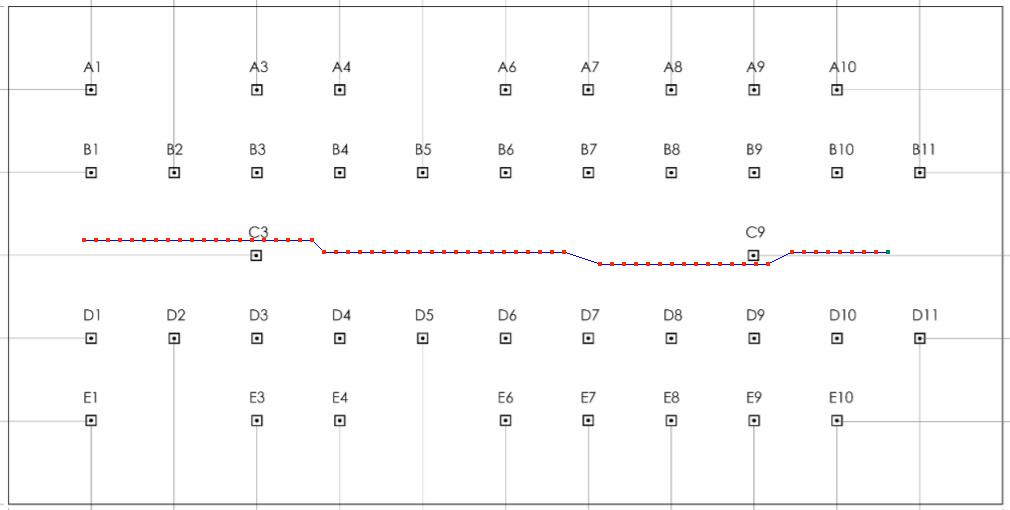 A1 A3 A4 A6 A7 A8 A9 A10
B1 B2 B3 B4 B5 B6 B7 B8 B9 B10 B11
C3 C9
D1 D2 D3 D4 D5 D6 D7 D8 D9 D10 D11
E1 E3 E4 E6 E7 E8 E9 E10